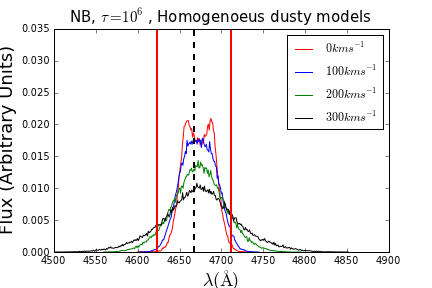 NB, τ=10⁶ , Homogenoeus dusty models
Flux (Arbitrary Units)
0.035
0.030
0.025
0.020
0.015
0.010
0.005
0.000
0kms⁻¹
100kms⁻¹
200kms⁻¹
300kms⁻¹
4500 4550 4600 4650 4700 4750 4800 4850 4900
λ(Å)